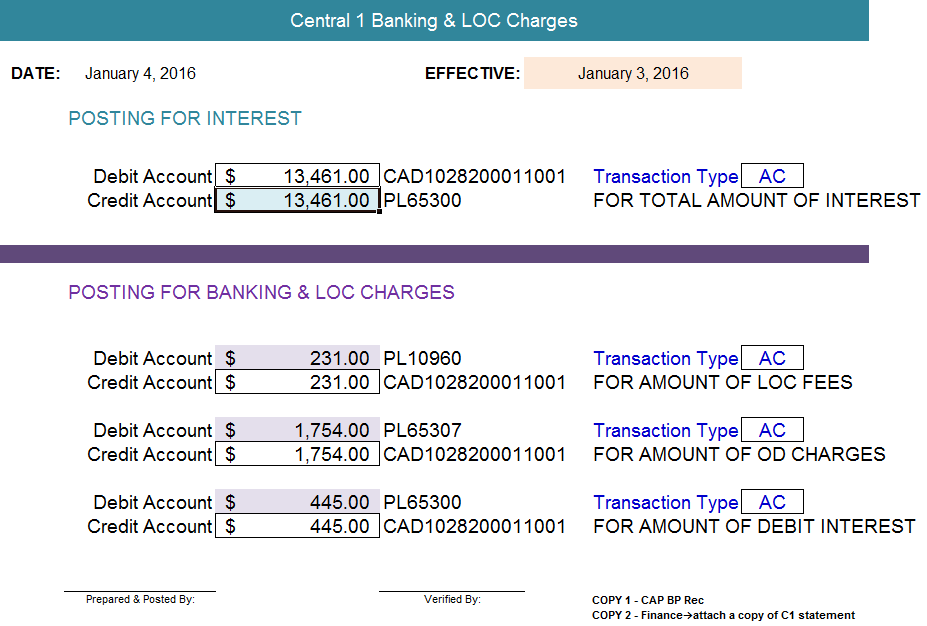 Central 1 Banking & LOC Charges
DATE: January 4, 2016 EFFECTIVE: January 3, 2016
POSTING FOR INTEREST
Debit Account $ 13,461.00 CAD1028200011001 Transaction Type AC
Credit Account $ 13,461.00 PL65300 FOR TOTAL AMOUNT OF INTEREST
POSTING FOR BANKING & LOC CHARGES
Debit Account $ 231.00 PL10960 Transaction Type AC
Credit Account $ 231.00 CAD1028200011001 FOR AMOUNT OF LOC FEES
Debit Account $ 1,754.00 PL65307 Transaction Type AC
Credit Account $ 1,754.00 CAD1028200011001 FOR AMOUNT OF OD CHARGES
Debit Account $ 445.00 PL65300 Transaction Type AC
Credit Account $ 445.00 CAD1028200011001 FOR AMOUNT OF DEBIT INTEREST
Prepared & Posted By: Verified By: COPY 1 - CAP BP Rec
COPY 2 - Finance→attach a copy of C1 statement